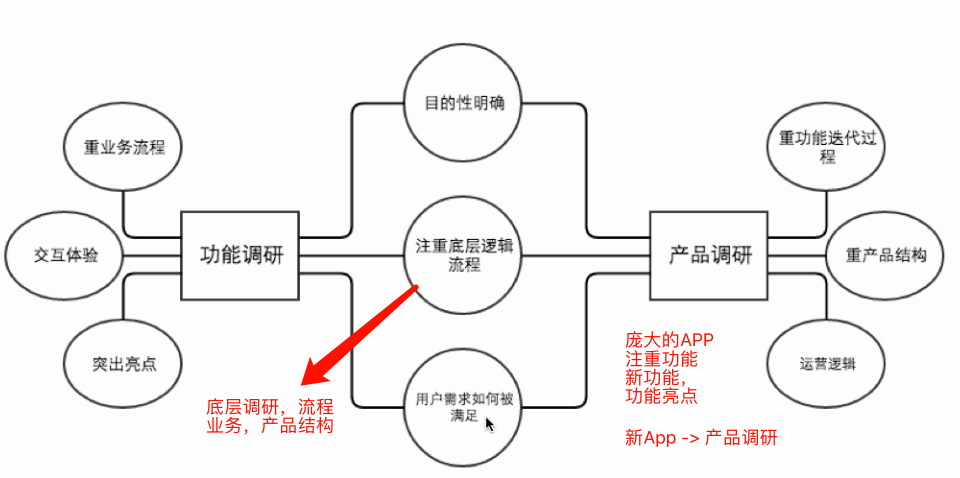 目的性明确
重业务流程
重功能迭代过
程
交互体验
功能调研
注重底层逻辑
流程
产品调研
重产品结构
突出亮点
用户需求如何被
满足
运营逻辑
底层调研，流程
业务，产品结构
庞大的APP
注重功能
新功能，
功能亮点
新App -> 产品调研